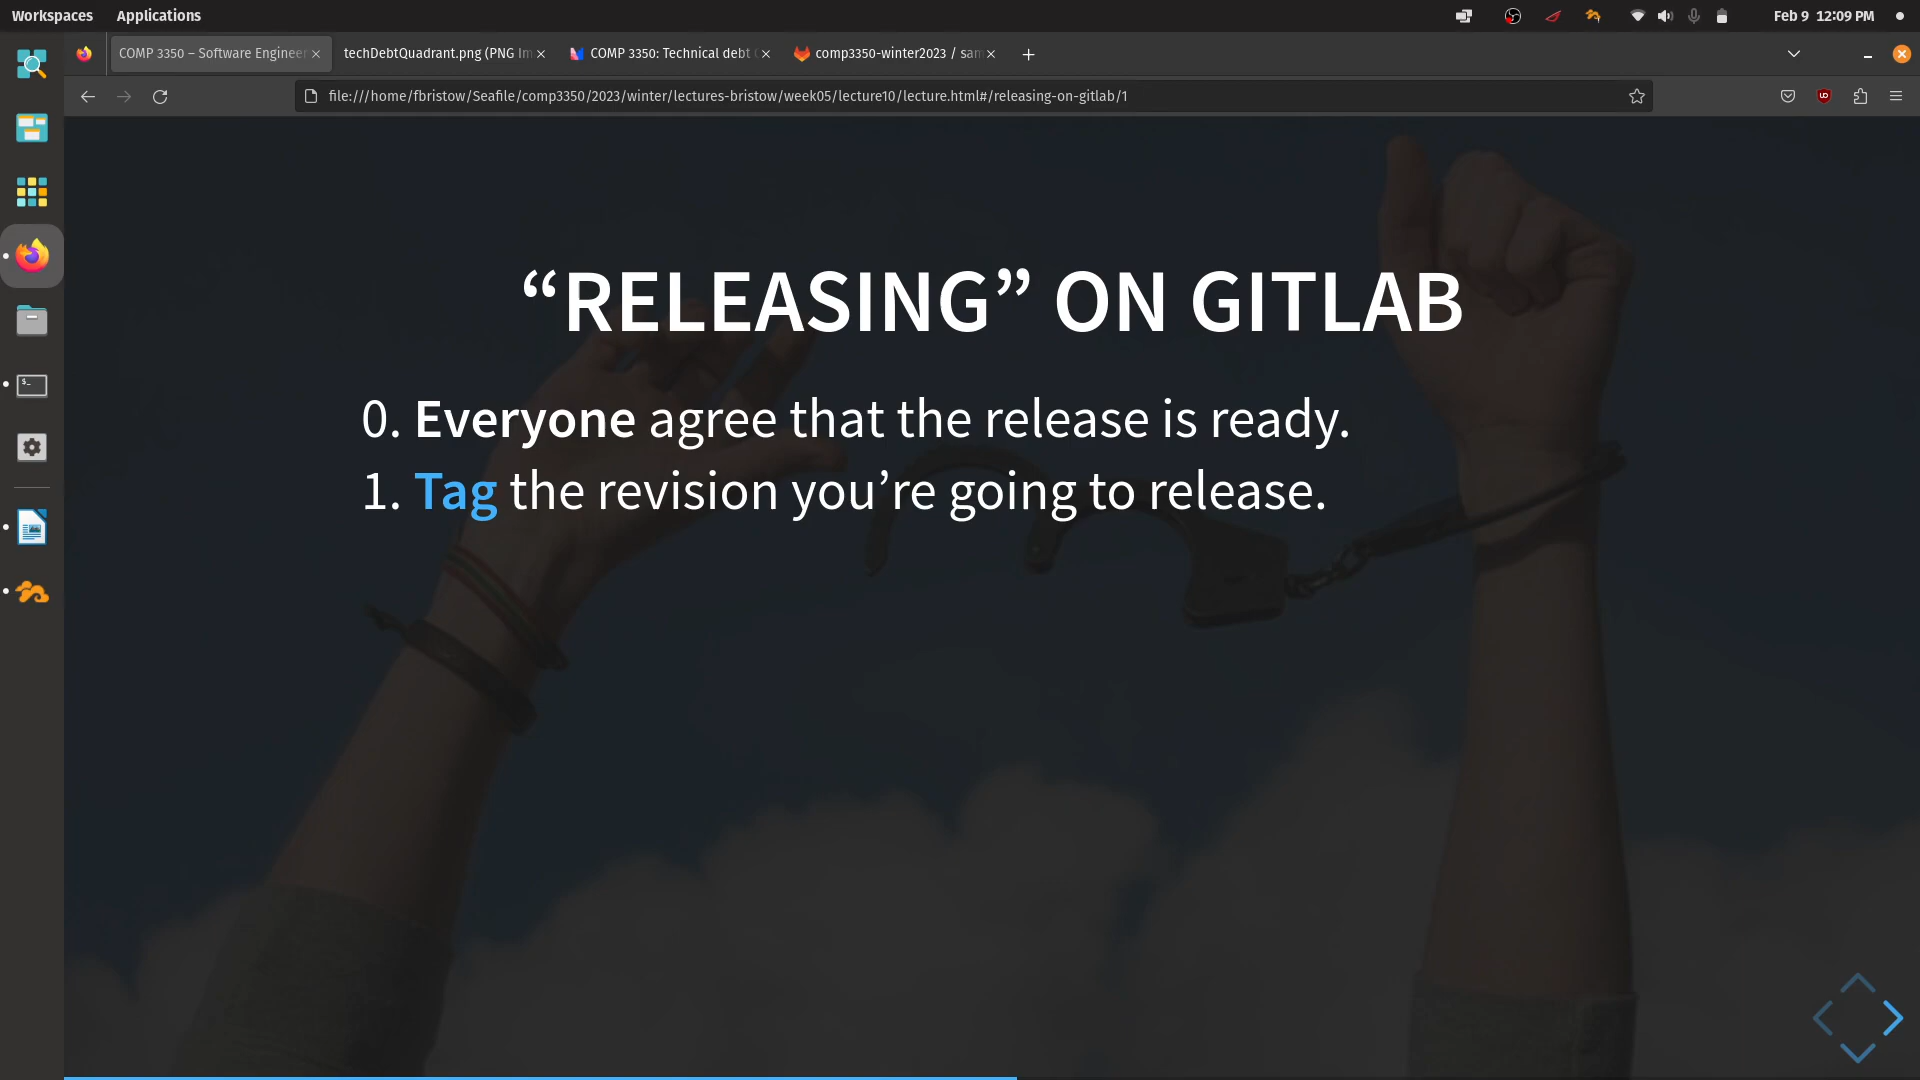 Workspaces Applications Feb 9 12:09 PM
COMP 3350 – Software Engineer techDebtQuadrant.png (PNG Im COMP 3350: Technical debt comp3350-winter2023 / sam
file:///home/fbristow/Seafile/comp3350/2023/winter/lectures-bristow/week05/lecture10/lecture.html#/releasing-on-gitlab/1
“RELEASING” ON GITLAB
0. Everyone agree that the release is ready.
1. Tag the revision you’re going to release.